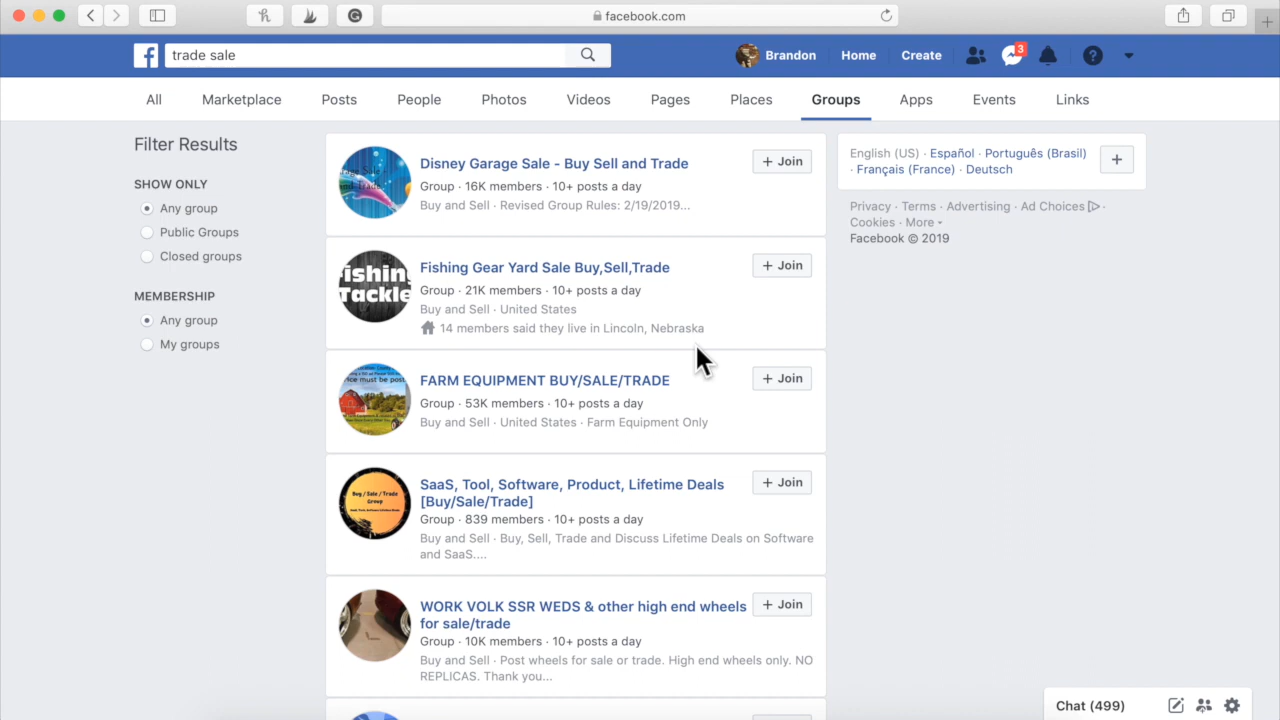 facebook.com
trade sale
Brandon
Home
Create
3
All
Marketplace
Posts
People
Photos
Videos
Pages
Places
Groups
Apps
Events
Links
Filter Results
SHOW ONLY
Any group
Public Groups
Closed groups
MEMBERSHIP
Any group
My groups
Disney Garage Sale - Buy Sell and Trade
+ Join
Group · 16K members · 10+ posts a day
Buy and Sell · Revised Group Rules: 2/19/2019...
Fishing Gear Yard Sale Buy,Sell,Trade
+ Join
Group · 21K members · 10+ posts a day
Buy and Sell · United States
14 members said they live in Lincoln, Nebraska
FARM EQUIPMENT BUY/SALE/TRADE
+ Join
Group · 53K members · 10+ posts a day
Buy and Sell · United States · Farm Equipment Only
Buy / Sale / Trade
Group
SaaS, Tool, Software, Product, Lifetime Deals
[Buy/Sale/Trade]
+ Join
Group · 839 members · 10+ posts a day
Buy and Sell · Buy, Sell, Trade and Discuss Lifetime Deals on Software
and SaaS....
WORK VOLK SSR WEDS & other high end wheels
for sale/trade
+ Join
Group · 10K members · 10+ posts a day
Buy and Sell · Post wheels for sale or trade. High end wheels only. NO
REPLICAS. Thank you...
English (US) · Español · Português (Brasil)
· Français (France) · Deutsch
Privacy · Terms · Advertising · Ad Choices ·
Cookies · More
Facebook © 2019
Chat (499)